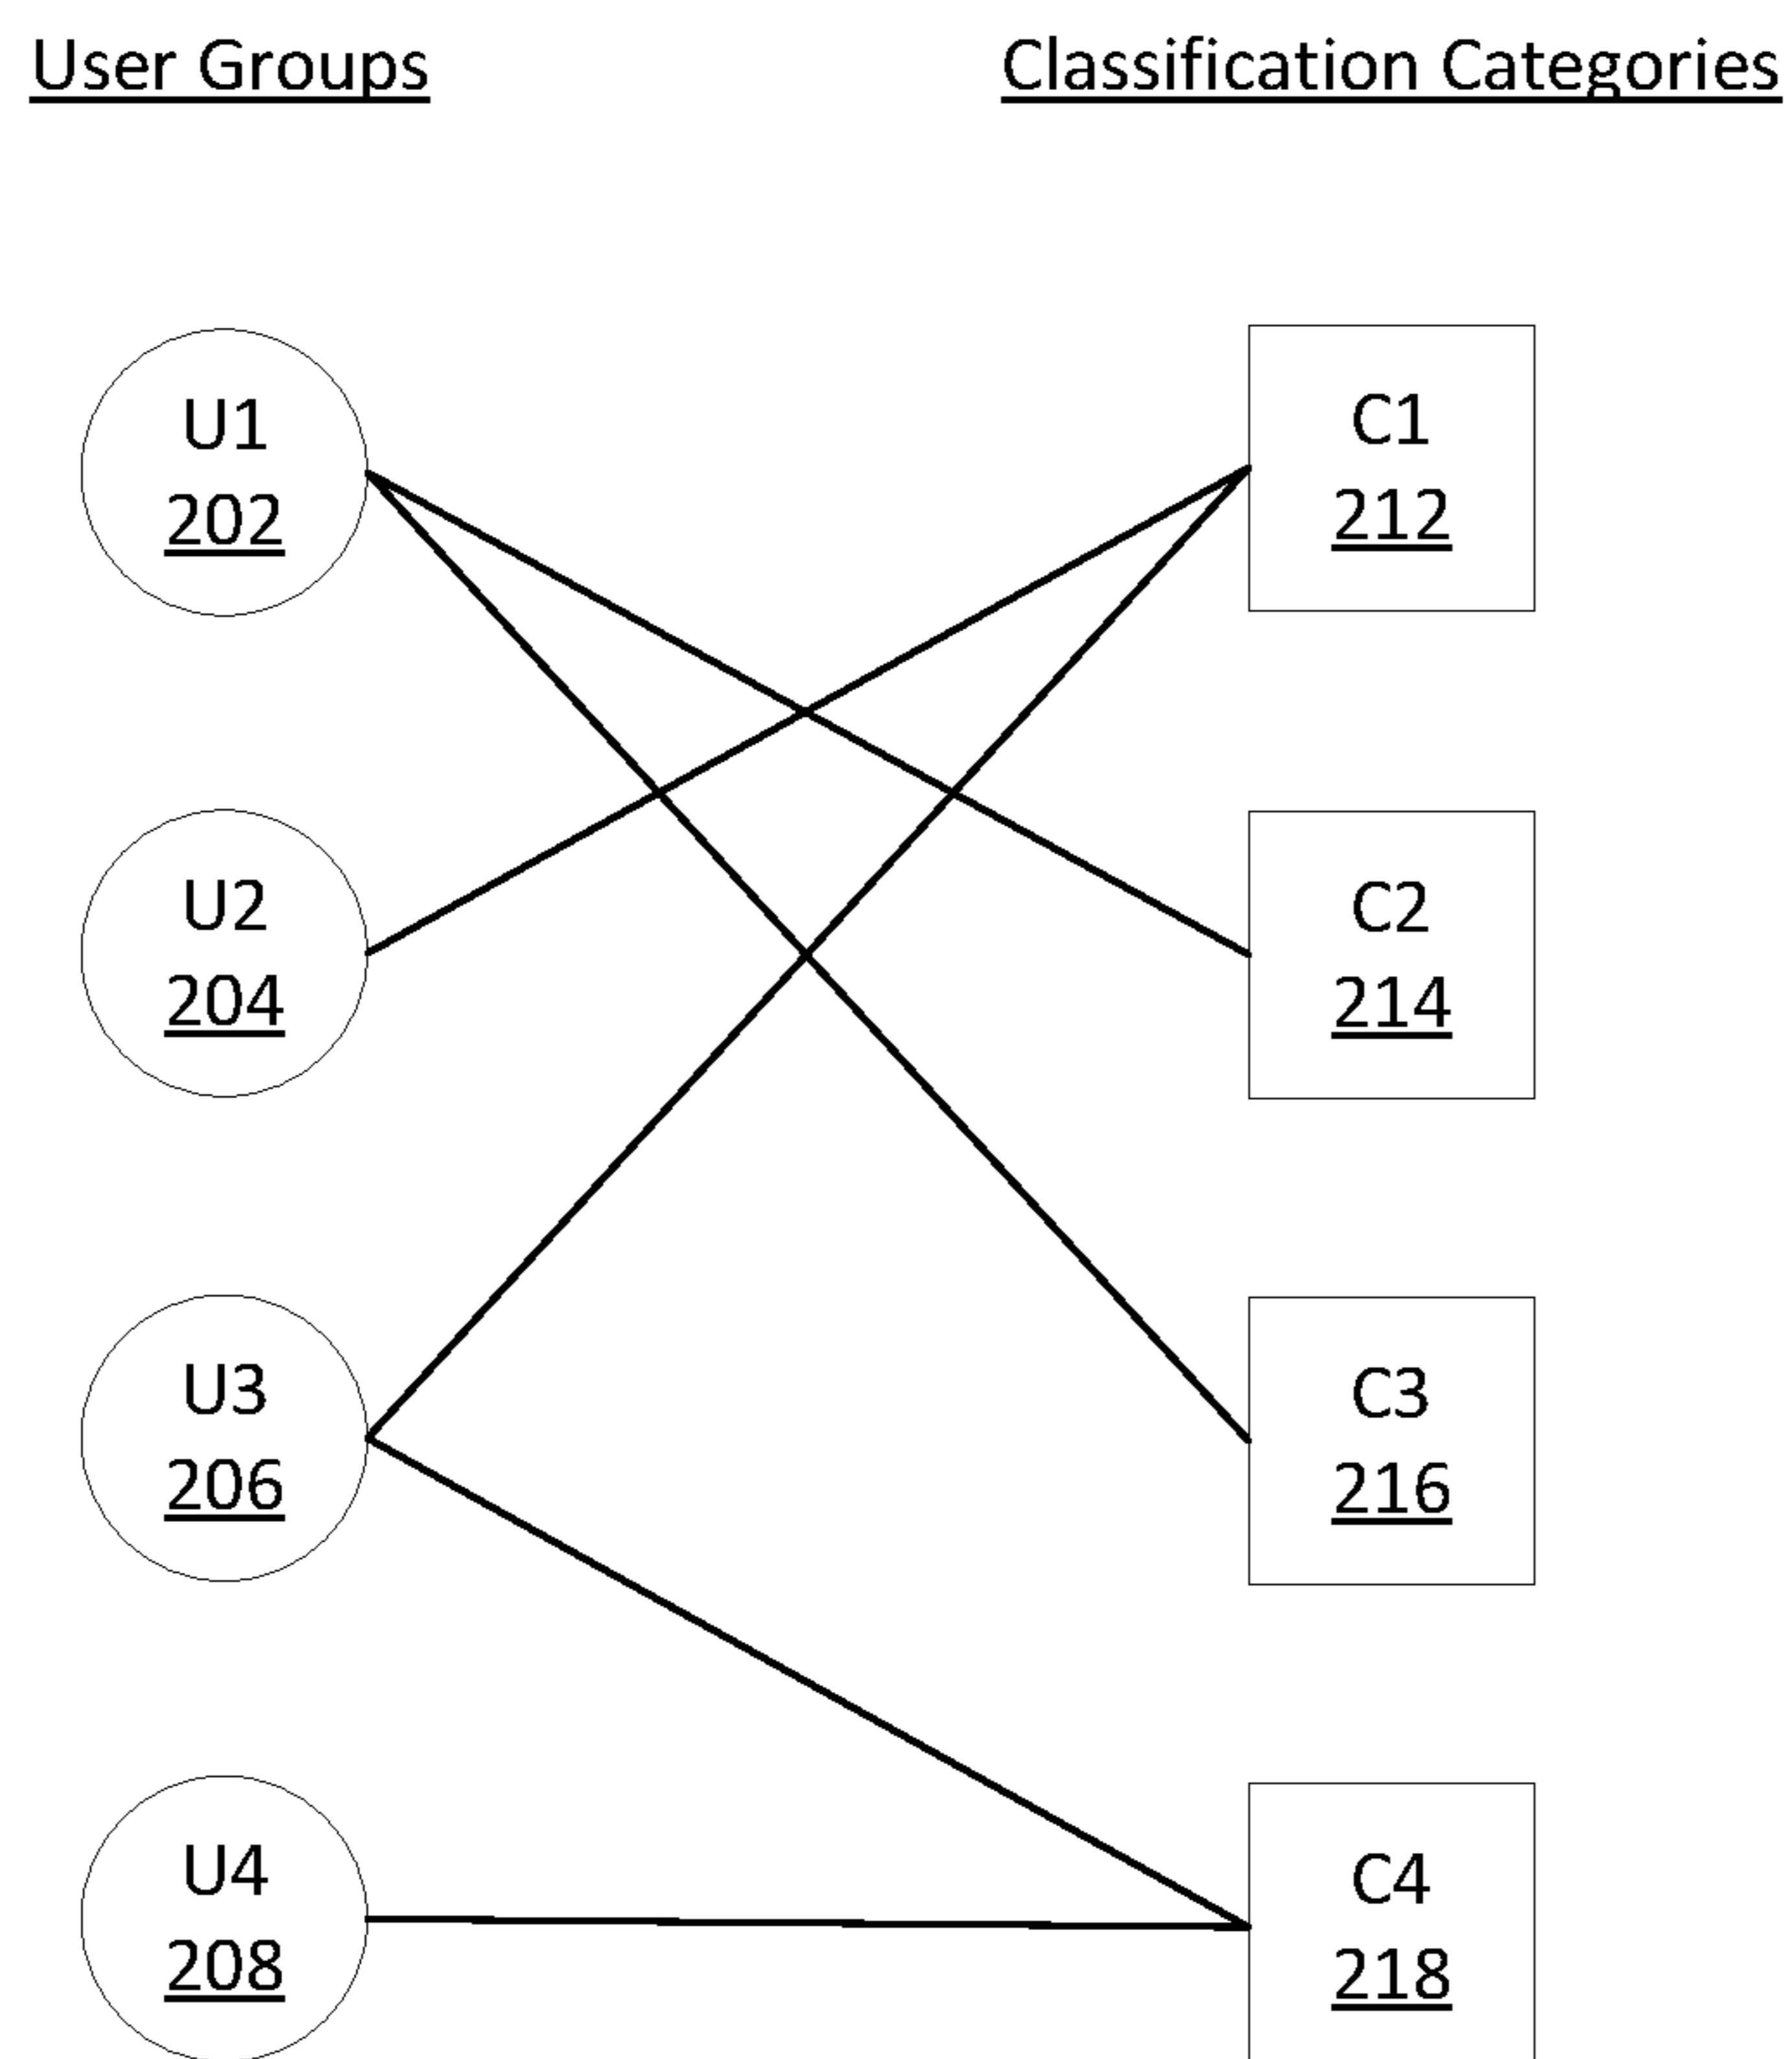 User Groups
Classification Categories
U1
202
C1
212
U2
204
C2
214
U3
206
C3
216
U4
208
C4
218